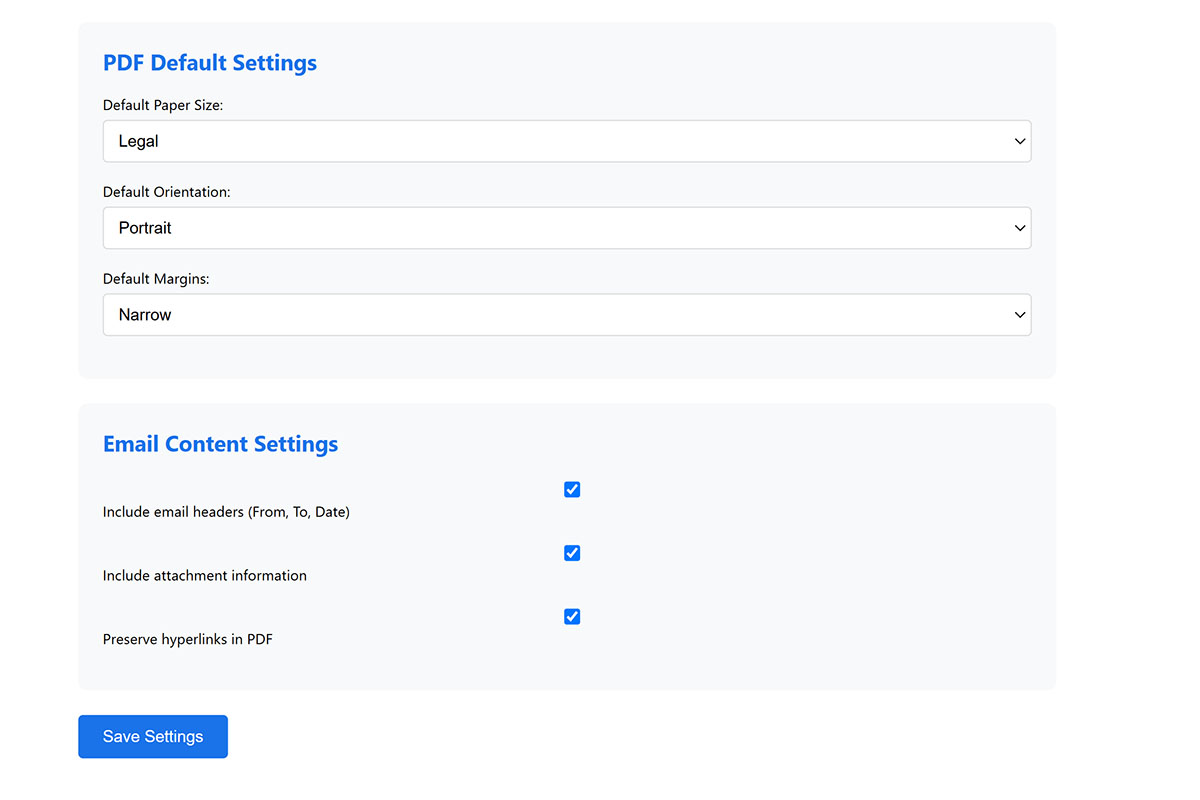 PDF Default Settings
Default Paper Size:
Legal
Default Orientation:
Portrait
Default Margins:
Narrow
Email Content Settings
Include email headers (From, To, Date)
Include attachment information
Preserve hyperlinks in PDF
Save Settings